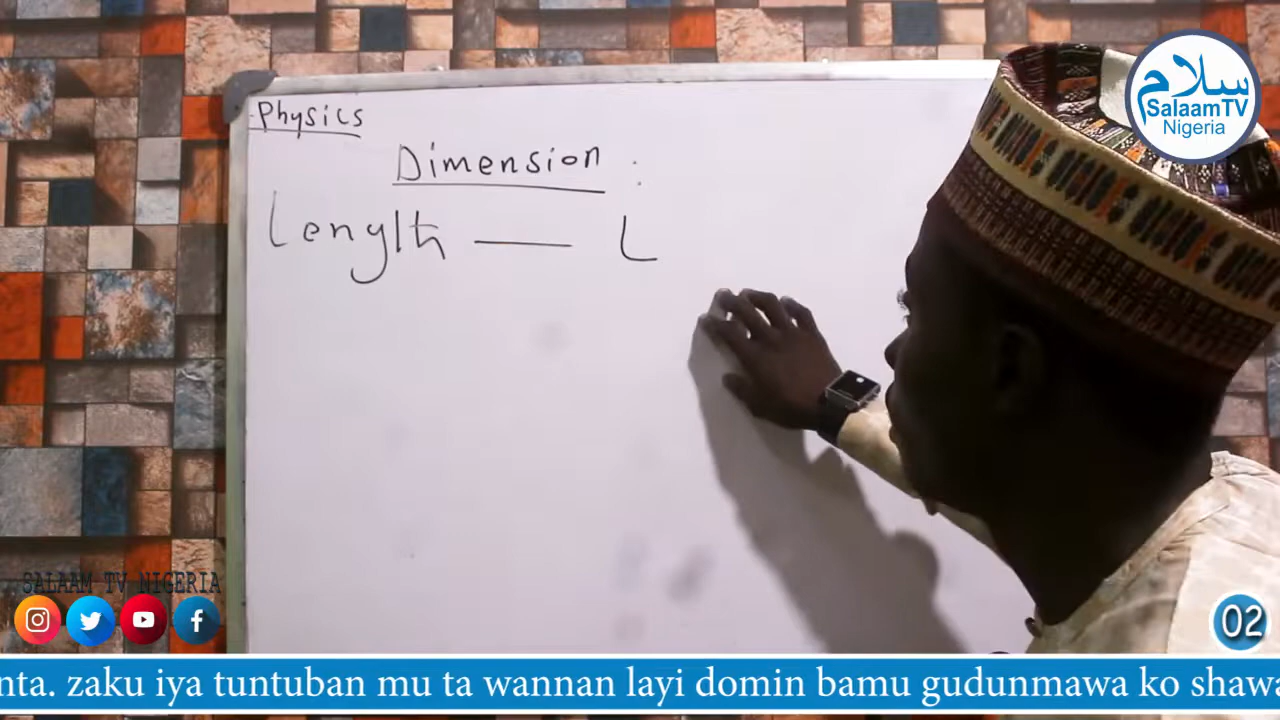 Physics
Dimension :
Length — L
سلام
SalaamTV
Nigeria
SALAAM TV NIGERIA
02
nta. zaku iya tuntuban mu ta wannan layi domin bamu gudunmawa ko shawa